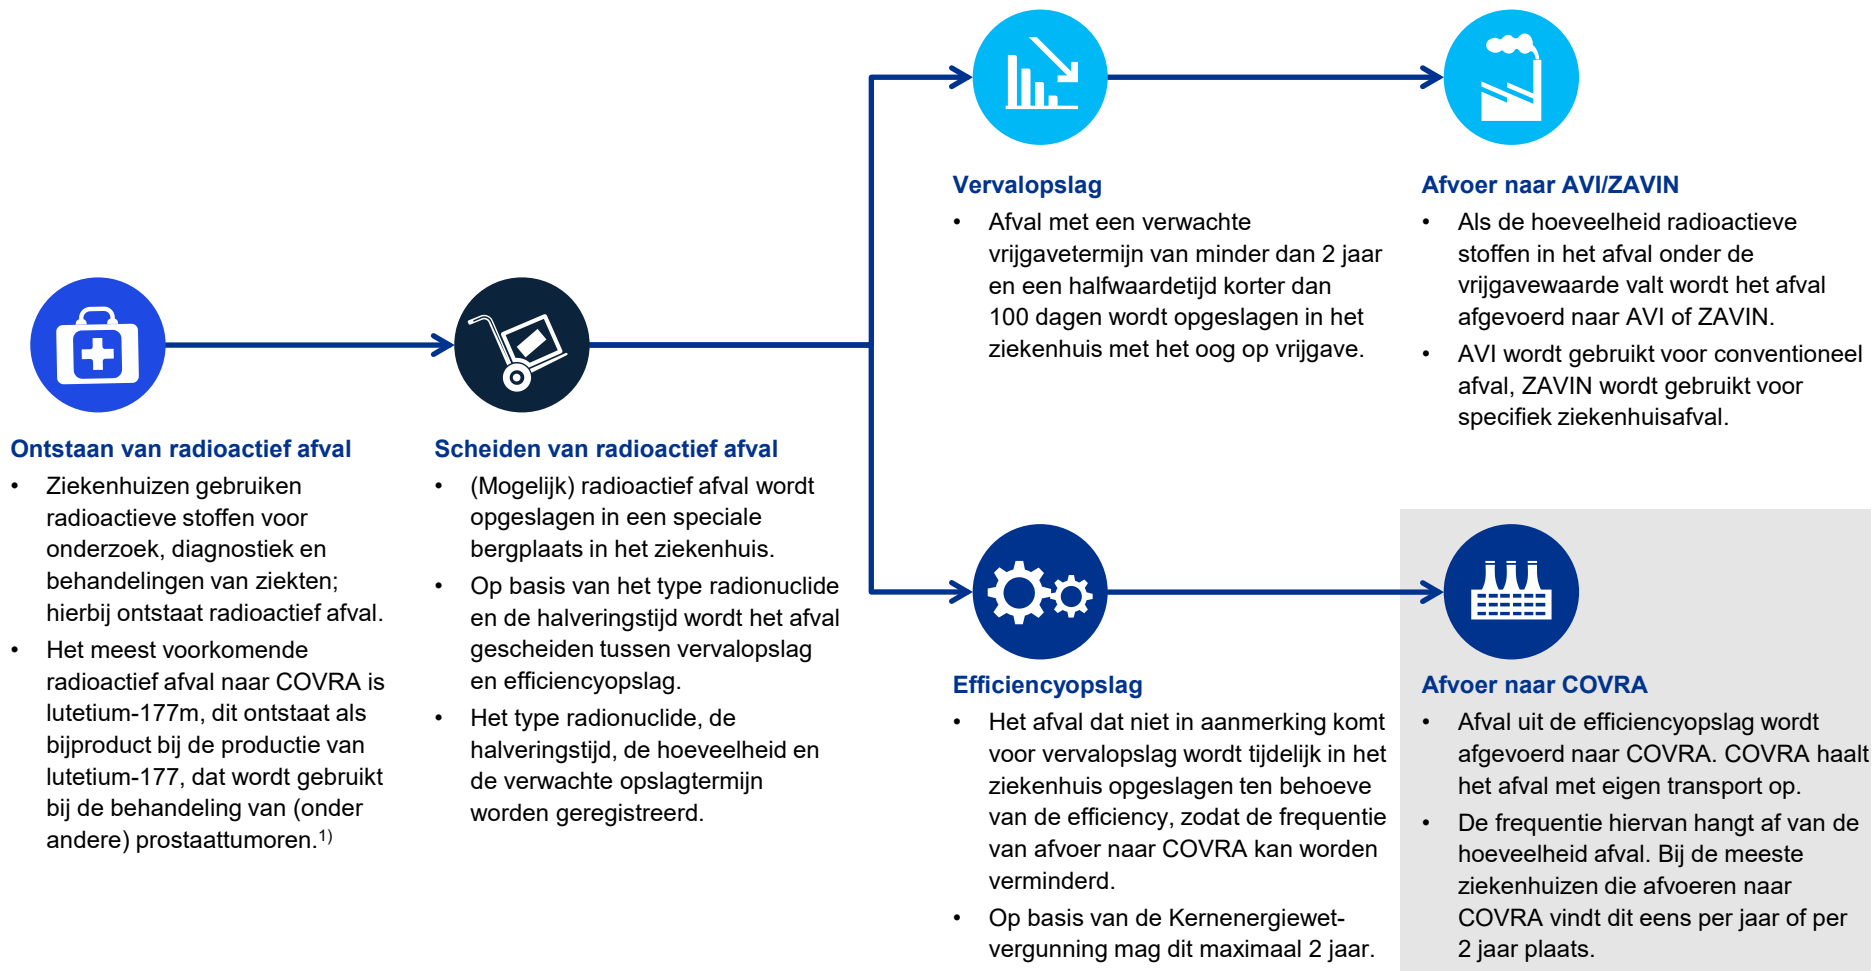 Ontstaan van radioactief afval
• Ziekenhuizen gebruiken
radioactieve stoffen voor
onderzoek, diagnostiek en
behandelingen van ziekten;
hierbij ontstaat radioactief afval.
• Het meest voorkomende
radioactief afval naar COVRA is
lutetium-177m, dit ontstaat als
bijproduct bij de productie van
lutetium-177, dat wordt gebruikt
bij de behandeling van (onder
andere) prostaattumoren.1)
Scheiden van radioactief afval
• (Mogelijk) radioactief afval wordt
opgeslagen in een speciale
bergplaats in het ziekenhuis.
• Op basis van het type radionuclide
en de halveringstijd wordt het afval
gescheiden tussen vervalopslag
en efficiencyopslag.
• Het type radionuclide, de
halveringstijd, de hoeveelheid en
de verwachte opslagtermijn
worden geregistreerd.
Vervalopslag
• Afval met een verwachte
vrijgavetermijn van minder dan 2 jaar
en een halfwaardetijd korter dan
100 dagen wordt opgeslagen in het
ziekenhuis met het oog op vrijgave.
Afvoer naar AVI/ZAVIN
• Als de hoeveelheid radioactieve
stoffen in het afval onder de
vrijgavewaarde valt wordt het afval
afgevoerd naar AVI of ZAVIN.
• AVI wordt gebruikt voor conventioneel
afval, ZAVIN wordt gebruikt voor
specifiek ziekenhuisafval.
Efficiencyopslag
• Het afval dat niet in aanmerking komt
voor vervalopslag wordt tijdelijk in het
ziekenhuis opgeslagen ten behoeve
van de efficiency, zodat de frequentie
van afvoer naar COVRA kan worden
verminderd.
• Op basis van de Kernenergiewet-
vergunning mag dit maximaal 2 jaar.
Afvoer naar COVRA
• Afval uit de efficiencyopslag wordt
afgevoerd naar COVRA. COVRA haalt
het afval met eigen transport op.
• De frequentie hiervan hangt af van de
hoeveelheid afval. Bij de meeste
ziekenhuizen die afvoeren naar
COVRA vindt dit eens per jaar of per
2 jaar plaats.